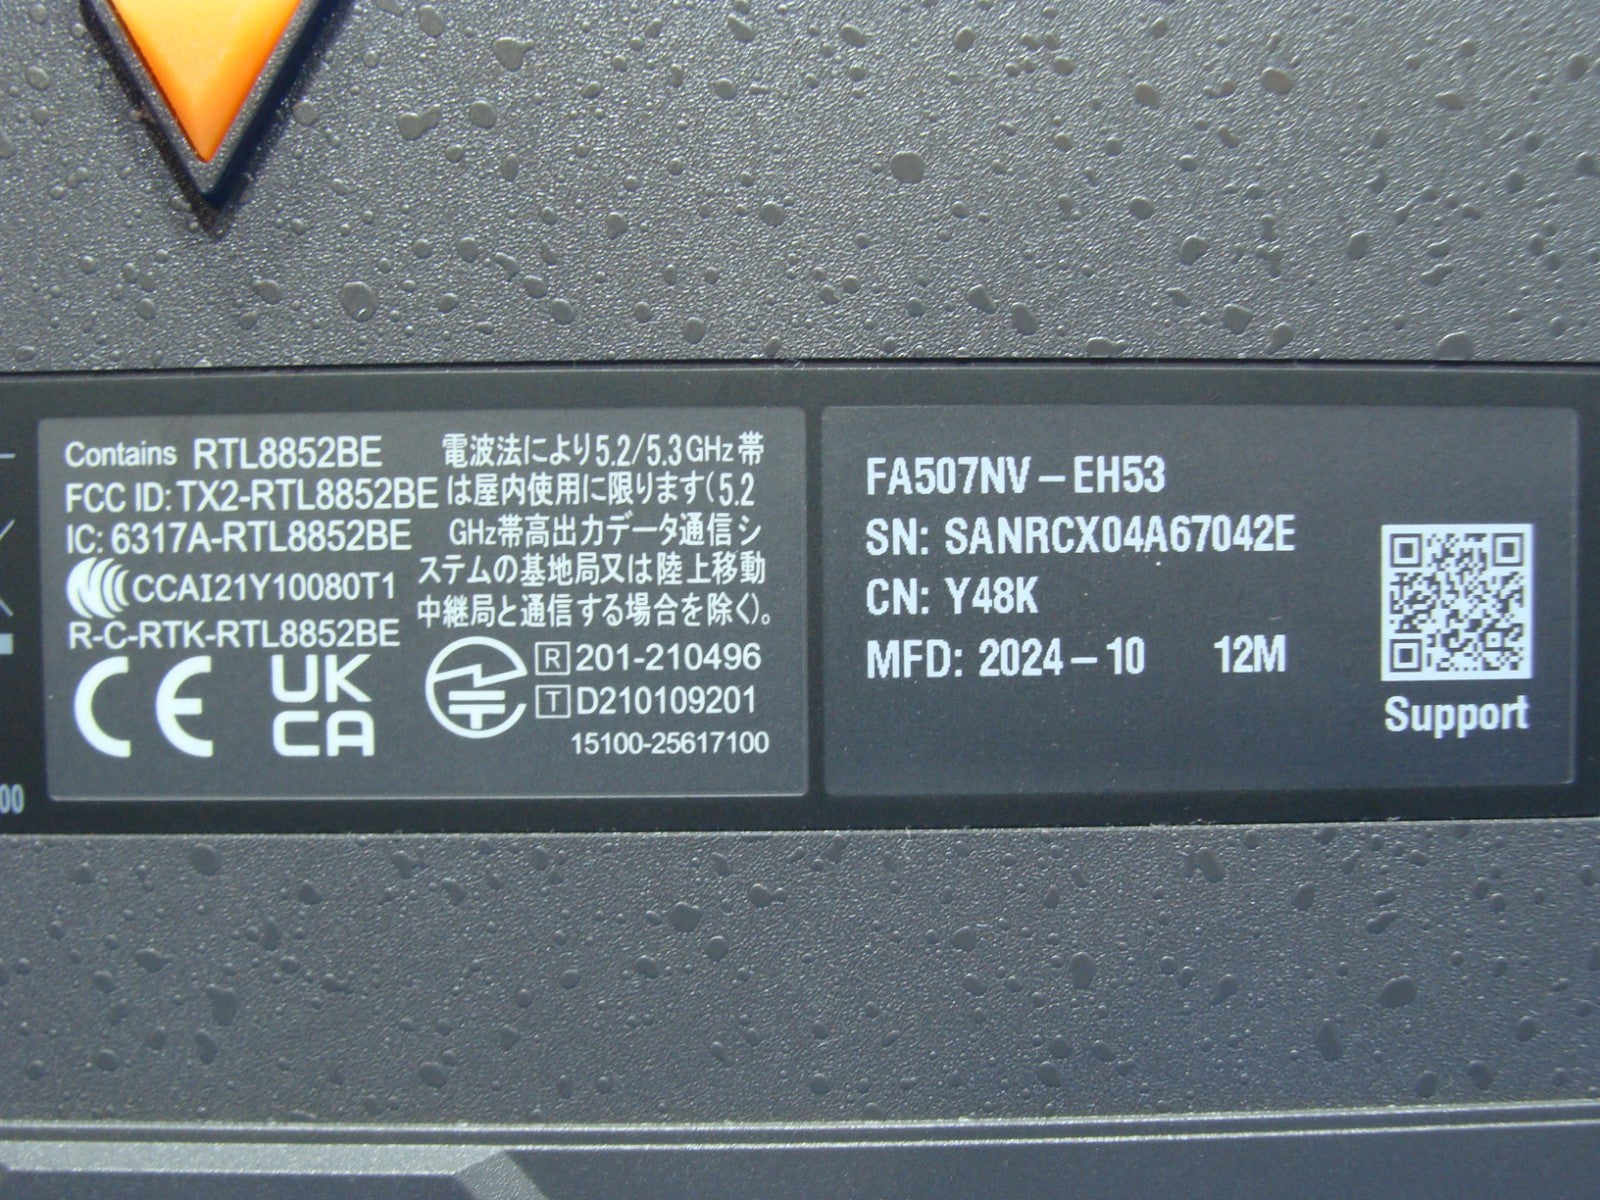 Contains RTL8852BE
FCC ID: TX2-RTL8852BE
IC: 6317A-RTL8852BE
CCAI21Y10080T1
R-C-RTK-RTL8852BE
CE
UK
CA
電波法により5.2/5.3GHz帯
は屋内使用に限ります(5.2
GHz帯高出力データ通信シ
ステムの基地局又は陸上移動
中継局と通信する場合を除く)。
R 201-210496
T D210109201
15100-25617100
FA507NV-EH53
SN: SANRCX04A67042E
CN: Y48K
MFD: 2024-10 12M
Support
00